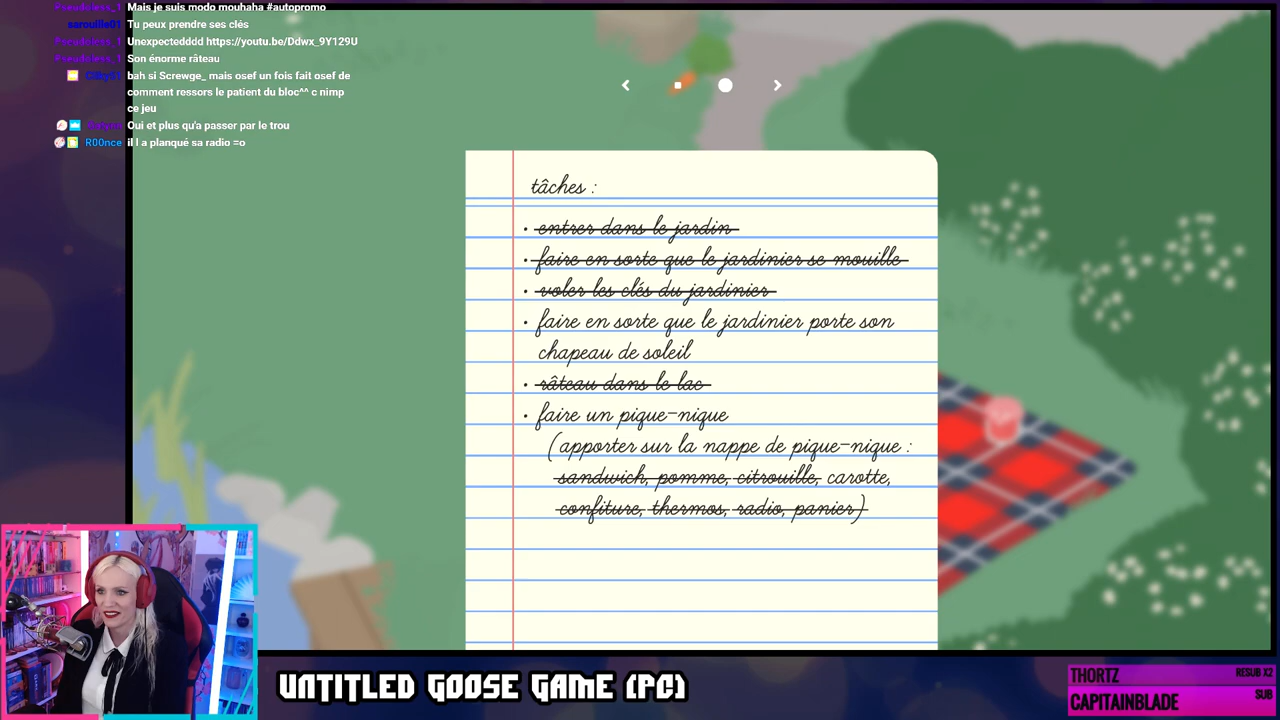 Pseudoless_1 Mais je suis modo mouhaha #autopromo
sarouille01 Tu peux prendre ses clés
Pseudoless_1 Unexpectedddd https://youtu.be/Ddwx_9Y129U
Pseudoless_1 Son énorme râteau
bah si Screwge_ mais osef un fois fait osef de
comment ressors le patient du bloc^^ c nimp
ce jeu
Oui et plus qu'a passer par le trou
R00nce il l a planqué sa radio =o
tâches :
• entrer dans le jardin
• faire en sorte que le jardinier se mouille
• voler les clés du jardinier
• faire en sorte que le jardinier porte son
chapeau de soleil
• râteau dans le lac
• faire un pique-nique
(apporter sur la nappe de pique-nique :
sandwich, pomme, citrouille, carotte,
confiture, thermos, radio, panier)
UNTITLED GOOSE GAME (PC)
THORTZ RESUB X2
CAPITAINBLADE SUB